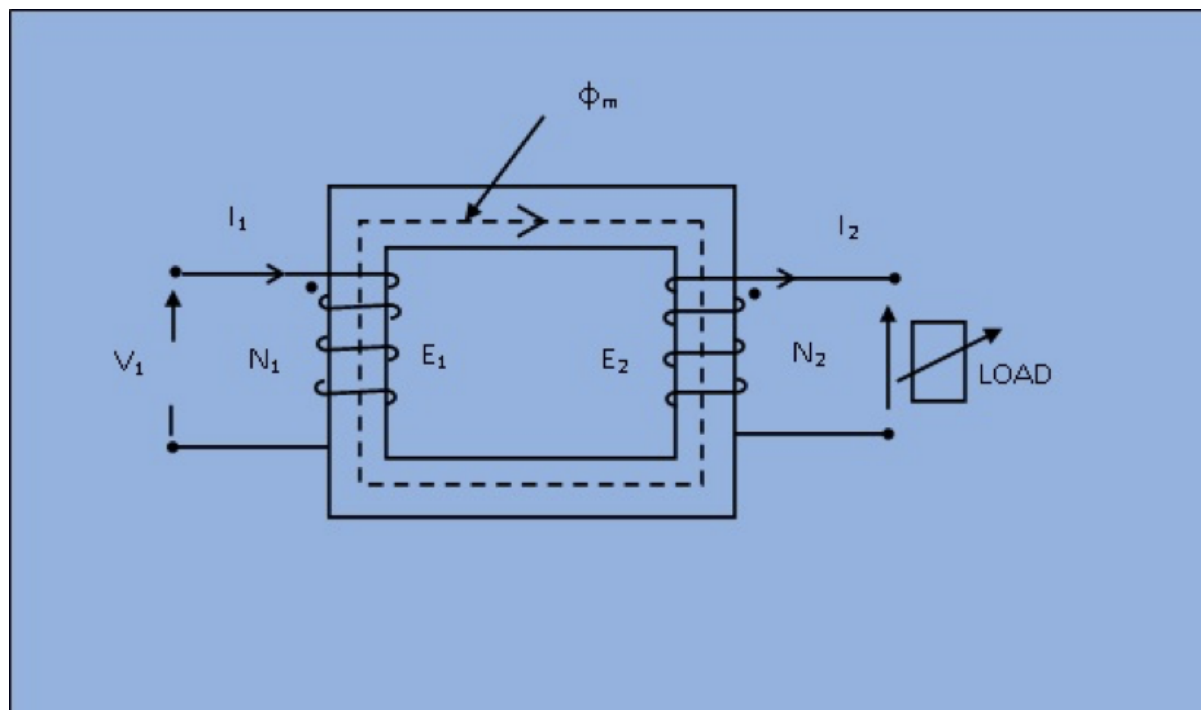 ϕₘ
I₁
I₂
V₁
N₁
E₁
E₂
N₂
LOAD